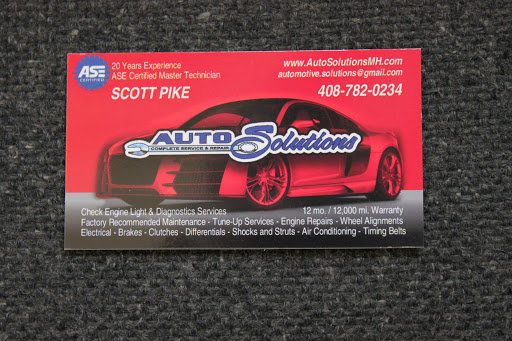 ASE
CERTIFIED
20 Years Experience
ASE Certified Master Technician
SCOTT PIKE
www.AutoSolutionsMH.com
automotive.solutions@gmail.com
408-782-0234
AUTO Solutions
COMPLETE SERVICE & REPAIR
Check Engine Light & Diagnostics Services 12 mo. / 12,000 mi. Warranty
Factory Recommended Maintenance - Tune-Up Services - Engine Repairs - Wheel Alignments
Electrical - Brakes - Clutches - Differentials - Shocks and Struts - Air Conditioning - Timing Belts